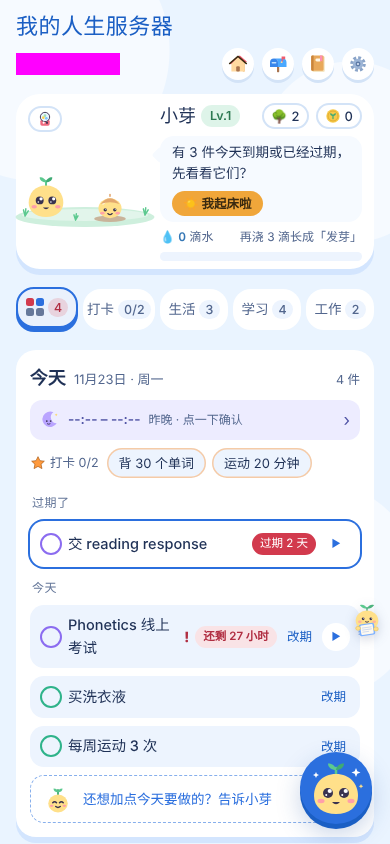 我的人生服务器
小芽 Lv.1 2 0
有 3 件今天到期或已经过期，
先看看它们？
我起床啦
0 滴水 再浇 3 滴长成「发芽」
4 打卡 0/2 生活 3 学习 4 工作 2
今天 11月23日 · 周一 4 件
--:-- – --:-- 昨晚 · 点一下确认 ›
打卡 0/2 背 30 个单词 运动 20 分钟
过期了
交 reading response 过期 2 天
今天
Phonetics 线上
考试
! 还剩 27 小时 改期
买洗衣液 改期
每周运动 3 次 改期
还想加点今天要做的？告诉小芽